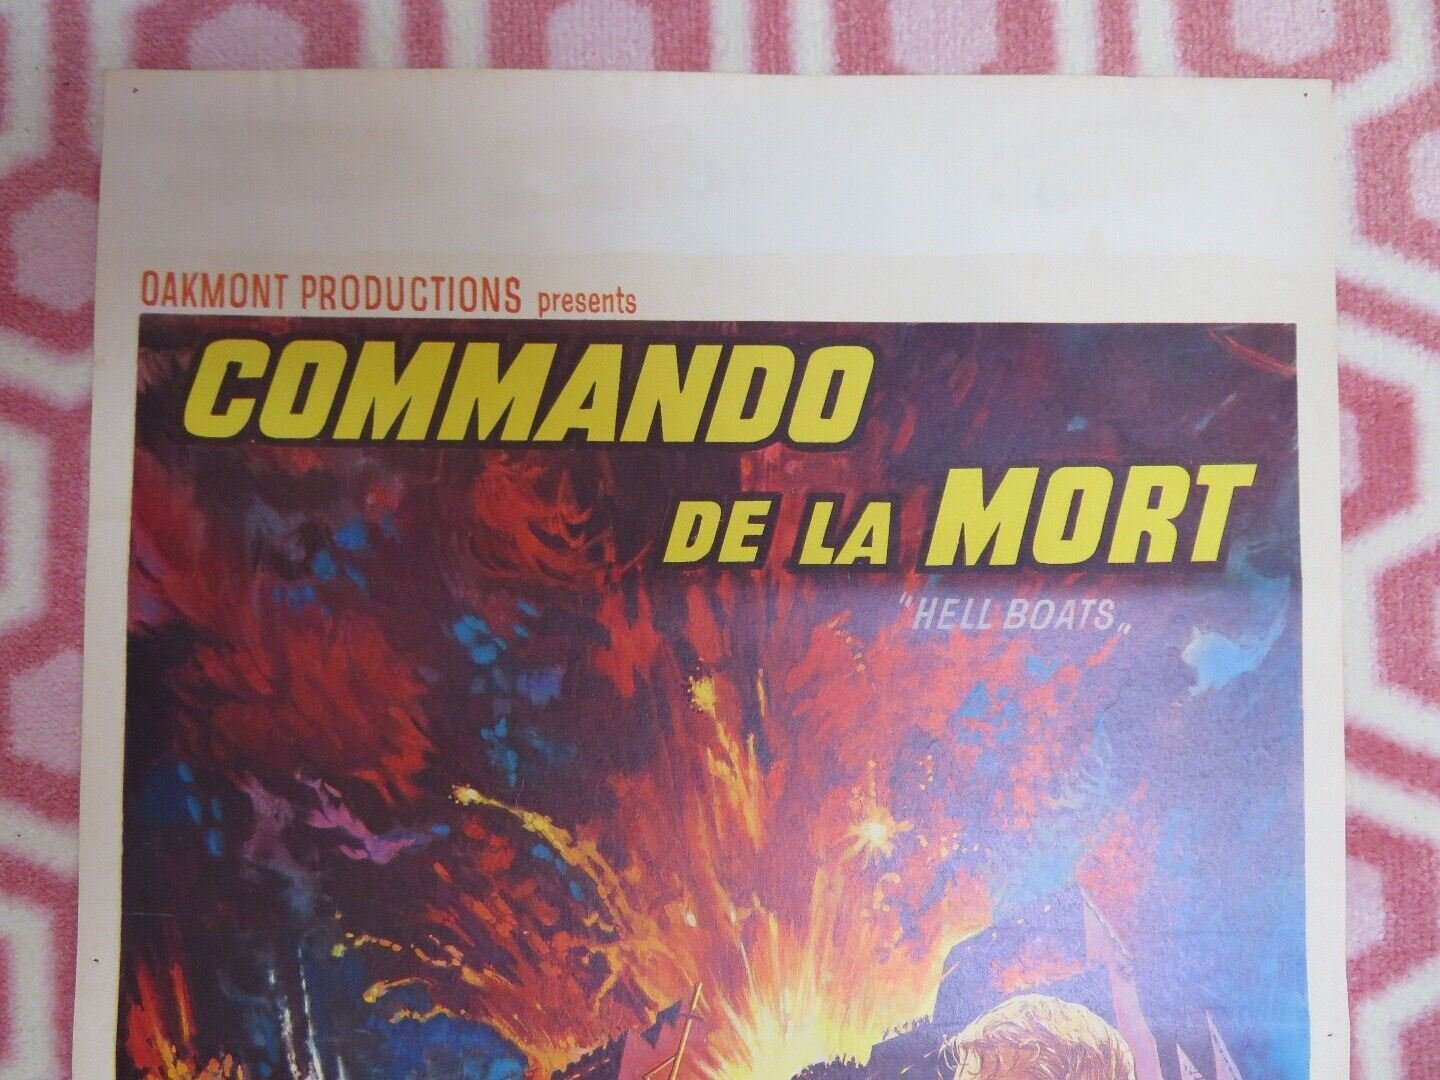 OAKMONT PRODUCTIONS presents
COMMANDO
DE LA MORT
"HELL BOATS„